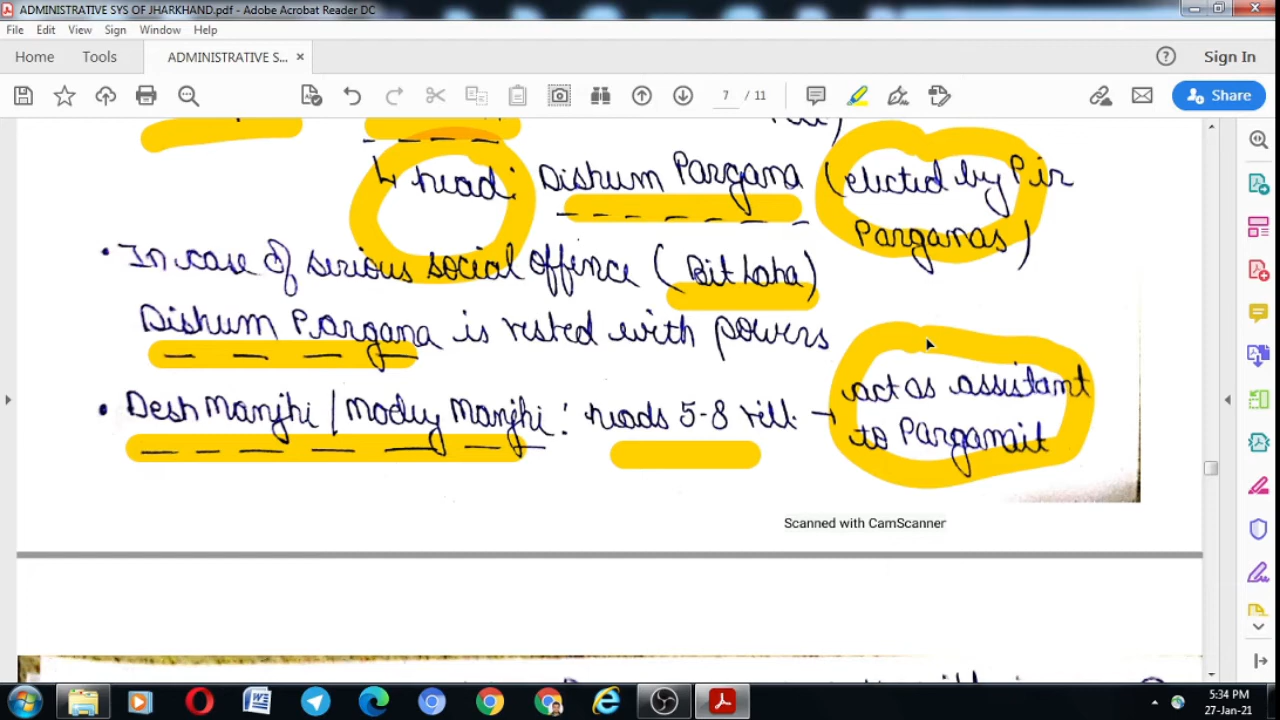 ADMINISTRATIVE SYS OF JHARKHAND.pdf - Adobe Acrobat Reader DC
File Edit View Sign Window Help
Home Tools ADMINISTRATIVE S... × Sign In
7 / 11 Share
↳ head: Dishum Pargana (elected by Pir
Parganas)
• In case of serious social offence (Bitlaha)
Dishum Pargana is vested with powers
• Desh Manjhi / Moduy Manjhi : heads 5-8 vill → act as assistant
to Parganait
Scanned with CamScanner
5:34 PM
27-Jan-21